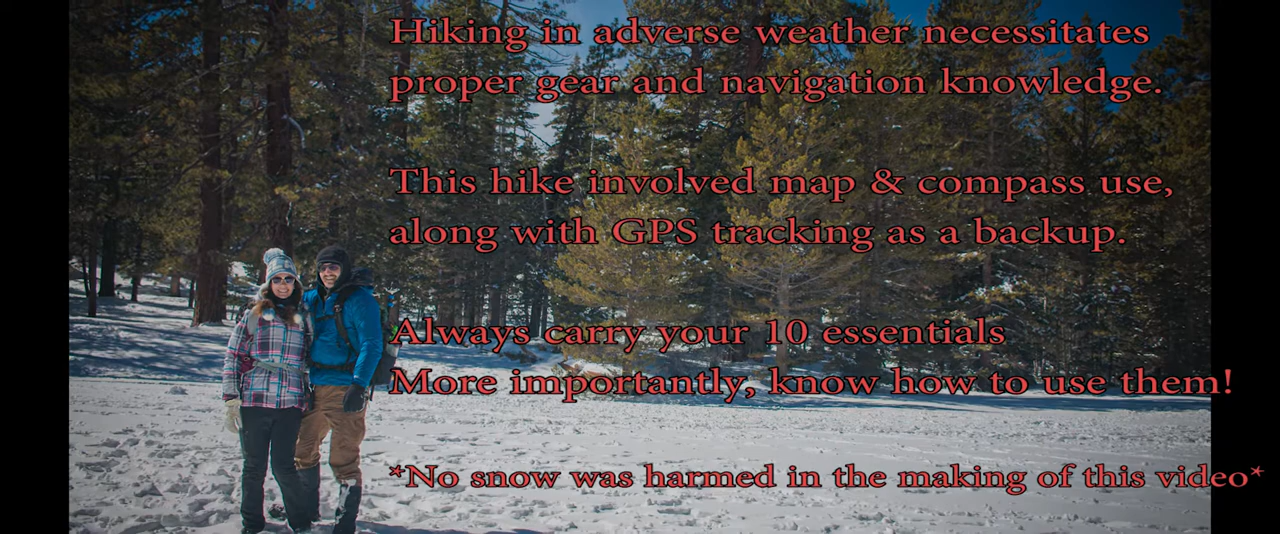 Hiking in adverse weather necessitates
proper gear and navigation knowledge.
This hike involved map & compass use,
along with GPS tracking as a backup.
Always carry your 10 essentials
More importantly, know how to use them!
*No snow was harmed in the making of this video*